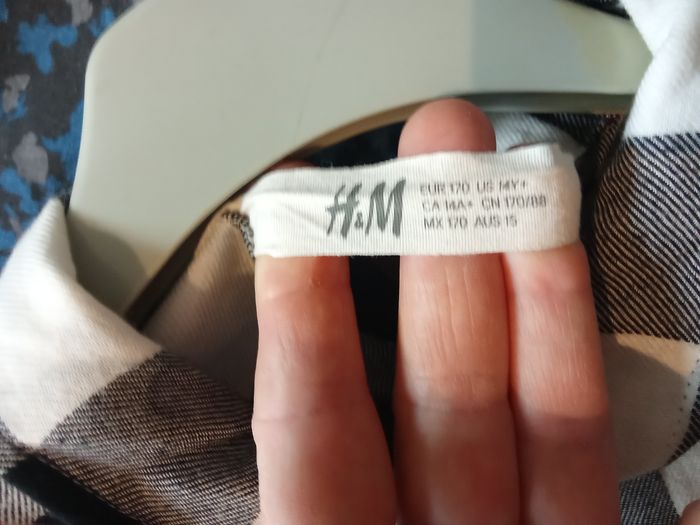 H&M
EUR 170 US 14Y+
CA 14A+ CN 170/88
MX 170 AUS 15